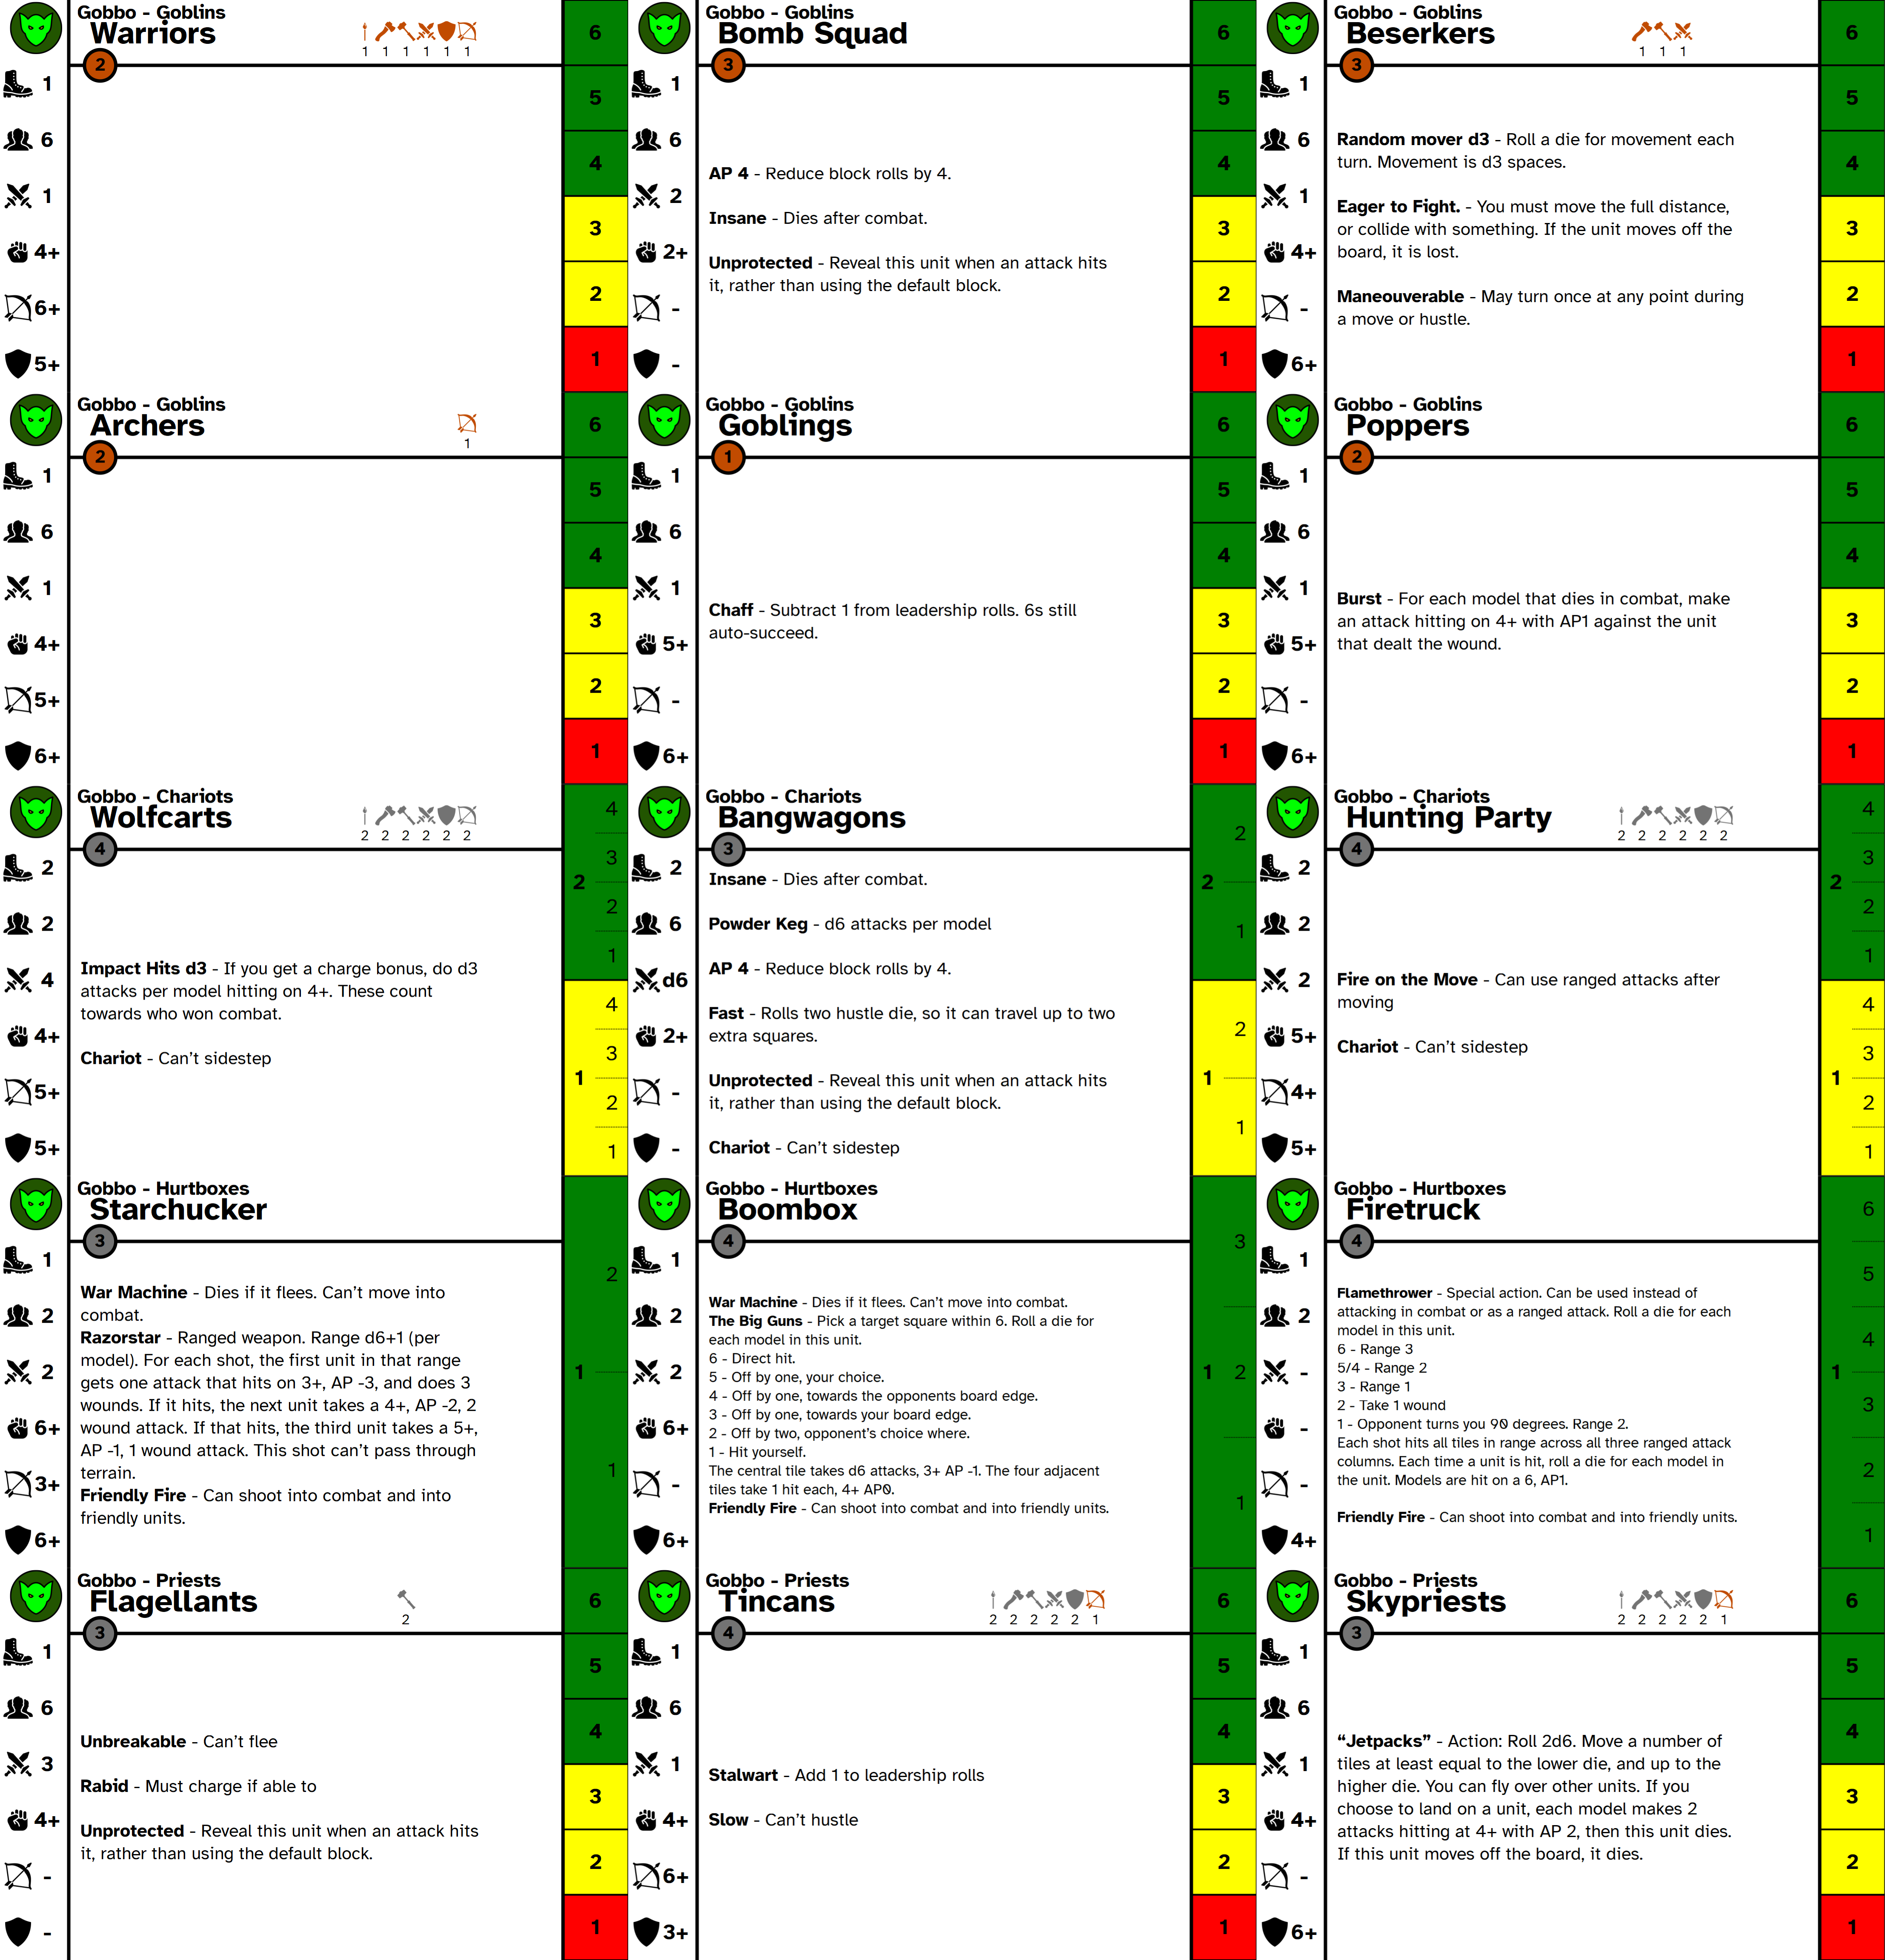 Gobbo - Goblins
Warriors
1 1 1 1 1 1
2
1
6
1
4+
6+
5+
6
5
4
3
2
1
Gobbo - Goblins
Bomb Squad
3
1
6
2
2+
-
-
AP 4 - Reduce block rolls by 4.
Insane - Dies after combat.
Unprotected - Reveal this unit when an attack hits
it, rather than using the default block.
6
5
4
3
2
1
Gobbo - Goblins
Beserkers
1 1 1
3
1
6
1
4+
-
6+
Random mover d3 - Roll a die for movement each
turn. Movement is d3 spaces.
Eager to Fight. - You must move the full distance,
or collide with something. If the unit moves off the
board, it is lost.
Maneouverable - May turn once at any point during
a move or hustle.
6
5
4
3
2
1
Gobbo - Goblins
Archers
1
2
1
6
1
4+
5+
6+
6
5
4
3
2
1
Gobbo - Goblins
Goblings
1
1
6
1
5+
-
6+
Chaff - Subtract 1 from leadership rolls. 6s still
auto-succeed.
6
5
4
3
2
1
Gobbo - Goblins
Poppers
2
1
6
1
5+
-
6+
Burst - For each model that dies in combat, make
an attack hitting on 4+ with AP1 against the unit
that dealt the wound.
6
5
4
3
2
1
Gobbo - Chariots
Wolfcarts
2 2 2 2 2 2
4
2
2
4
4+
5+
5+
Impact Hits d3 - If you get a charge bonus, do d3
attacks per model hitting on 4+. These count
towards who won combat.
Chariot - Can't sidestep
2
4
3
2
1
1
4
3
2
1
Gobbo - Chariots
Bangwagons
3
2
6
d6
2+
-
-
Insane - Dies after combat.
Powder Keg - d6 attacks per model
AP 4 - Reduce block rolls by 4.
Fast - Rolls two hustle die, so it can travel up to two
extra squares.
Unprotected - Reveal this unit when an attack hits
it, rather than using the default block.
Chariot - Can't sidestep
2
2
1
1
2
1
Gobbo - Chariots
Hunting Party
2 2 2 2 2 2
4
2
2
2
5+
4+
5+
Fire on the Move - Can use ranged attacks after
moving
Chariot - Can't sidestep
2
4
3
2
1
1
4
3
2
1
Gobbo - Hurtboxes
Starchucker
3
1
2
2
6+
3+
6+
War Machine - Dies if it flees. Can't move into
combat.
Razorstar - Ranged weapon. Range d6+1 (per
model). For each shot, the first unit in that range
gets one attack that hits on 3+, AP -3, and does 3
wounds. If it hits, the next unit takes a 4+, AP -2, 2
wound attack. If that hits, the third unit takes a 5+,
AP -1, 1 wound attack. This shot can't pass through
terrain.
Friendly Fire - Can shoot into combat and into
friendly units.
1
2
1
Gobbo - Hurtboxes
Boombox
4
1
2
2
6+
-
6+
War Machine - Dies if it flees. Can't move into combat.
The Big Guns - Pick a target square within 6. Roll a die for
each model in this unit.
6 - Direct hit.
5 - Off by one, your choice.
4 - Off by one, towards the opponents board edge.
3 - Off by one, towards your board edge.
2 - Off by two, opponent's choice where.
1 - Hit yourself.
The central tile takes d6 attacks, 3+ AP -1. The four adjacent
tiles take 1 hit each, 4+ AP0.
Friendly Fire - Can shoot into combat and into friendly units.
1
3
2
1
Gobbo - Hurtboxes
Firetruck
4
1
2
-
-
-
4+
Flamethrower - Special action. Can be used instead of
attacking in combat or as a ranged attack. Roll a die for each
model in this unit.
6 - Range 3
5/4 - Range 2
3 - Range 1
2 - Take 1 wound
1 - Opponent turns you 90 degrees. Range 2.
Each shot hits all tiles in range across all three ranged attack
columns. Each time a unit is hit, roll a die for each model in
the unit. Models are hit on a 6, AP1.
Friendly Fire - Can shoot into combat and into friendly units.
1
6
5
4
3
2
1
Gobbo - Priests
Flagellants
2
3
1
6
3
4+
-
-
Unbreakable - Can't flee
Rabid - Must charge if able to
Unprotected - Reveal this unit when an attack hits
it, rather than using the default block.
6
5
4
3
2
1
Gobbo - Priests
Tincans
2 2 2 2 2 1
4
1
6
1
4+
6+
3+
Stalwart - Add 1 to leadership rolls
Slow - Can't hustle
6
5
4
3
2
1
Gobbo - Priests
Skypriests
2 2 2 2 2 1
3
1
6
1
4+
-
6+
“Jetpacks” - Action: Roll 2d6. Move a number of
tiles at least equal to the lower die, and up to the
higher die. You can fly over other units. If you
choose to land on a unit, each model makes 2
attacks hitting at 4+ with AP 2, then this unit dies.
If this unit moves off the board, it dies.
6
5
4
3
2
1